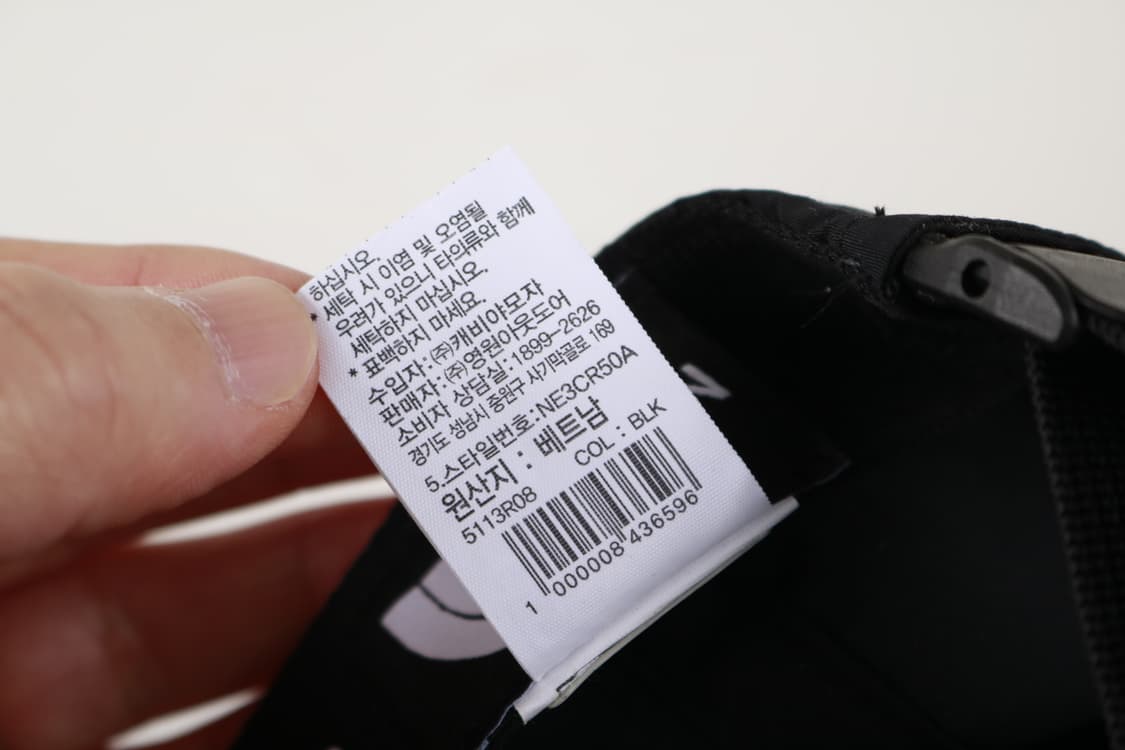 하십시오.
* 세탁 시 이염 및 오염될
우려가 있으니 타의류와 함께
세탁하지 마십시오.
* 표백하지 마세요.
수입자 : ㈜캐비아모자
판매자 : ㈜영원아웃도어
소비자 상담실 : 1899-2626
경기도 성남시 중원구 사기막골로 169
5.스타일번호:NE3CR50A
원산지 : 베트남
5113R08 COL : BLK
1 000008 436596